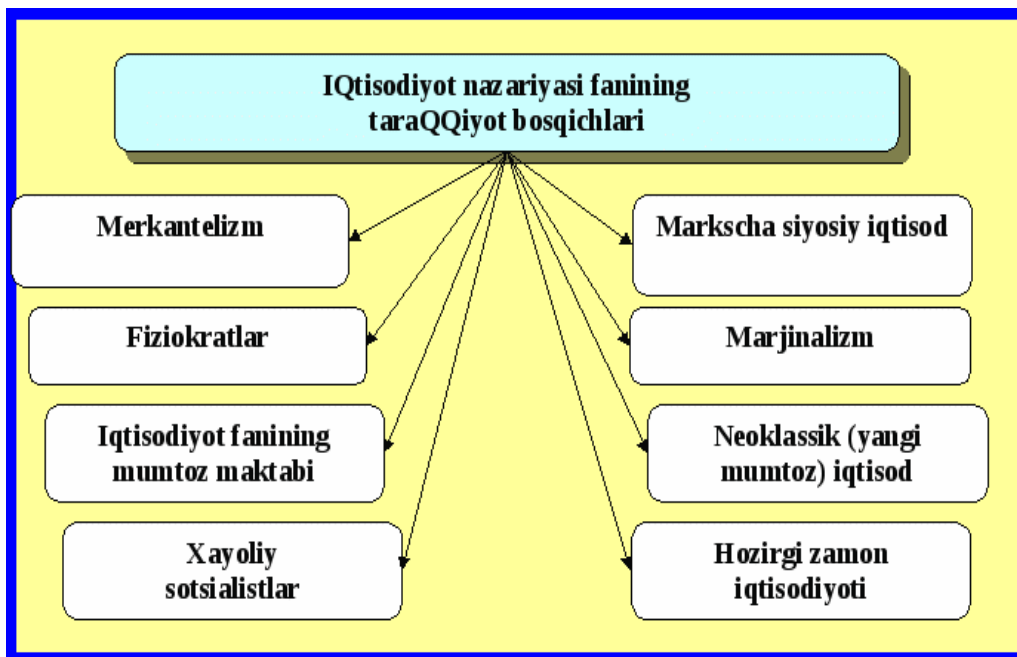 IQtisodiyot nazariyasi fanining
taraQQiyot bosqichlari
Merkantelizm
Fiziokratlar
Iqtisodiyot fanining
mumtoz maktabi
Xayoliy
sotsialistlar
Markscha siyosiy iqtisod
Marjinalizm
Neoklassik (yangi
mumtoz) iqtisod
Hozirgi zamon
iqtisodiyoti